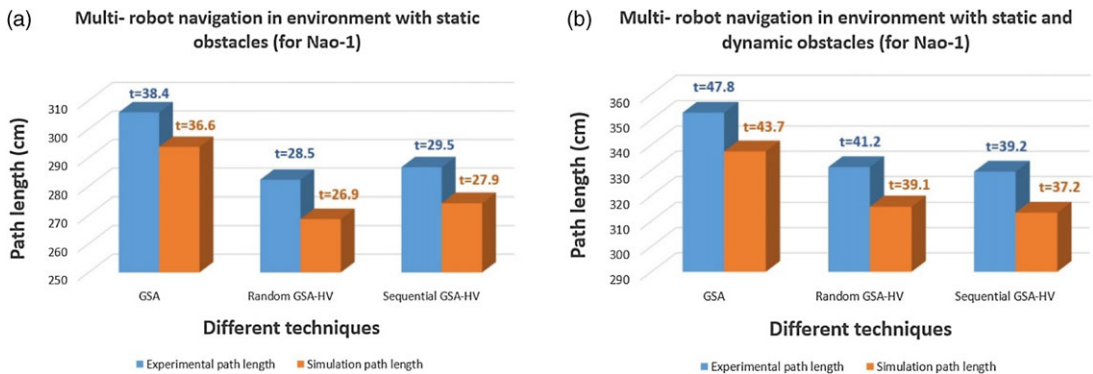 (a)
Multi- robot navigation in environment with static
obstacles (for Nao-1)
Path length (cm)
310
300
290
280
270
260
250
t=38.4
t=36.6
t=28.5
t=26.9
t=29.5
t=27.9
GSA
Random GSA-HV
Sequential GSA-HV
Different techniques
Experimental path length
Simulation path length
(b)
Multi- robot navigation in environment with static and
dynamic obstacles (for Nao-1)
Path length (cm)
360
350
340
330
320
310
300
290
t=47.8
t=43.7
t=41.2
t=39.1
t=39.2
t=37.2
GSA
Random GSA-HV
Sequential GSA-HV
Different techniques
Experimental path length
Simulation path length